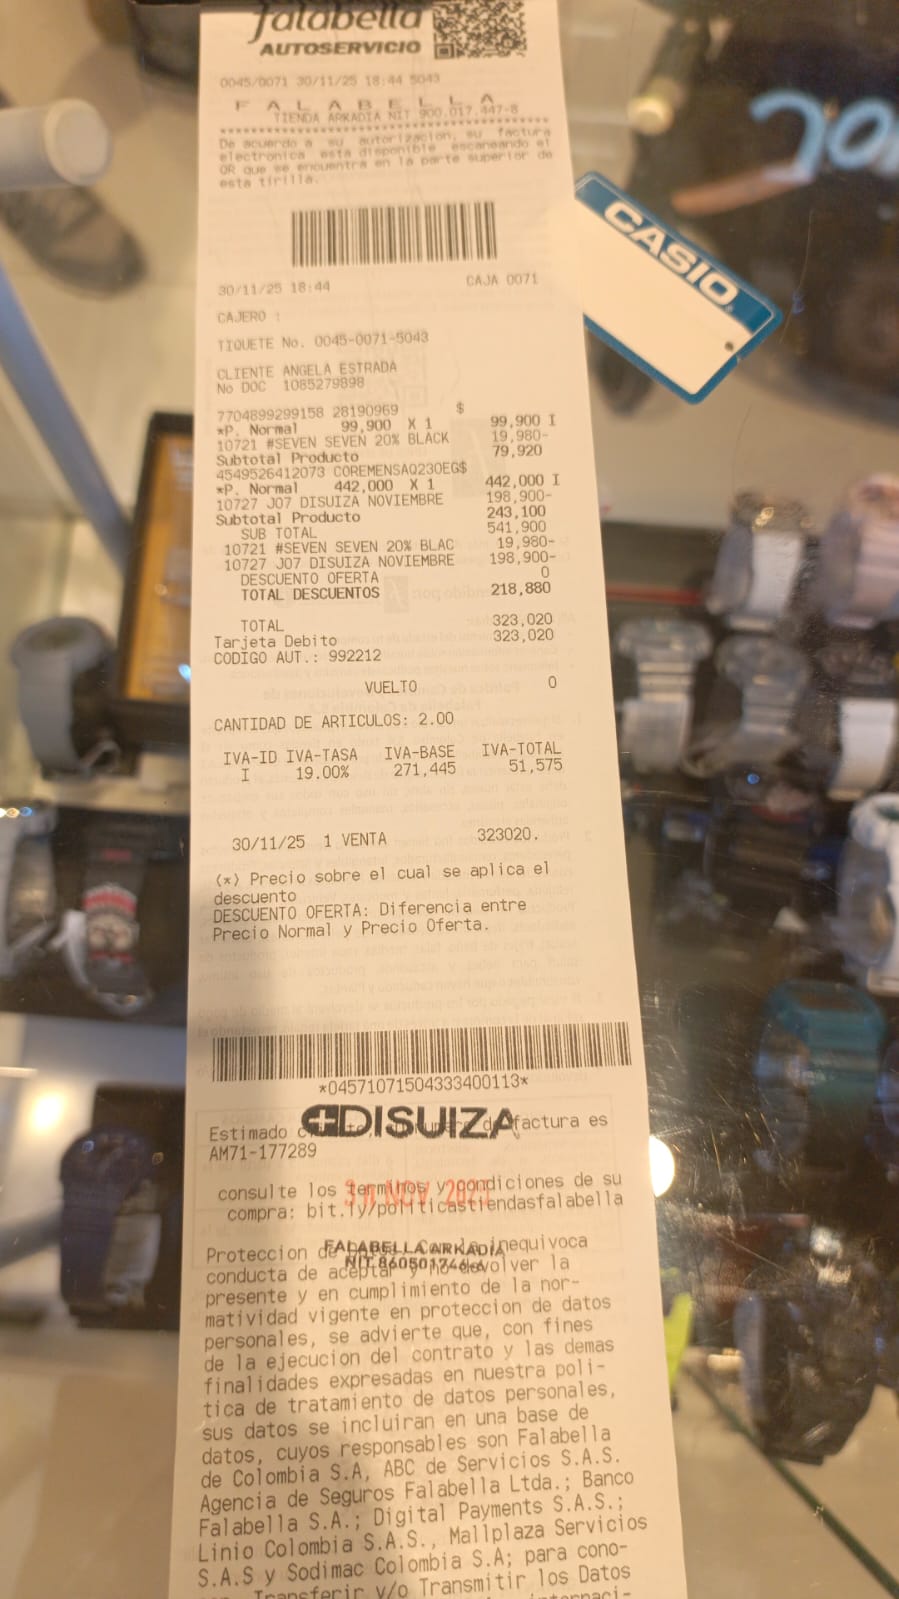 falabella
AUTOSERVICIO
0045/0071 30/11/25 18:44 5043
F A L A B E L L A
TIENDA ARKADIA NIT 900.017.447-8
De acuerdo a su autorizacion, su factura
electronica esta disponible escaneando el
QR que se encuentra en la parte superior de
esta tirilla.
CASIO
30/11/25 18:44 CAJA 0071
CAJERO :
TIQUETE No. 0045-0071-5043
CLIENTE ANGELA ESTRADA
No DOC 1085279898
7704899299158 28190969 $
*P. Normal 99,900 X 1 99,900 I
10721 #SEVEN SEVEN 20% BLACK 19,980-
Subtotal Producto 79,920
4549526412073 COREMENSAQ230EG$
*P. Normal 442,000 X 1 442,000 I
10727 J07 DISUIZA NOVIEMBRE 198,900-
Subtotal Producto 243,100
SUB TOTAL 541,900
10721 #SEVEN SEVEN 20% BLAC 19,980-
10727 J07 DISUIZA NOVIEMBRE 198,900-
DESCUENTO OFERTA 0
TOTAL DESCUENTOS 218,880
TOTAL 323,020
Tarjeta Debito 323,020
CODIGO AUT.: 992212
VUELTO 0
CANTIDAD DE ARTICULOS: 2.00
IVA-ID IVA-TASA IVA-BASE IVA-TOTAL
I 19.00% 271,445 51,575
30/11/25 1 VENTA 323020.
(*) Precio sobre el cual se aplica el
descuento
DESCUENTO OFERTA: Diferencia entre
Precio Normal y Precio Oferta.
*04571071504333400113*
DISUIZA
Estimado factura es
AM71-177289
consulte los terminos y condiciones de su
compra: bit.ly/politicastiendasfalabella
FALABELLA ARKADIA
Proteccion de inequivoca
conducta de aceptar y no devolver la
presente y en cumplimiento de la nor-
matividad vigente en proteccion de datos
personales, se advierte que, con fines
de la ejecucion del contrato y las demas
finalidades expresadas en nuestra poli-
tica de tratamiento de datos personales,
sus datos se incluiran en una base de
datos, cuyos responsables son Falabella
de Colombia S.A, ABC de Servicios S.A.S.
Agencia de Seguros Falabella Ltda.; Banco
Falabella S.A.; Digital Payments S.A.S.;
Linio Colombia S.A.S., Mallplaza Servicios
S.A.S y Sodimac Colombia S.A; para cono-
Transferir y/o Transmitir los Datos